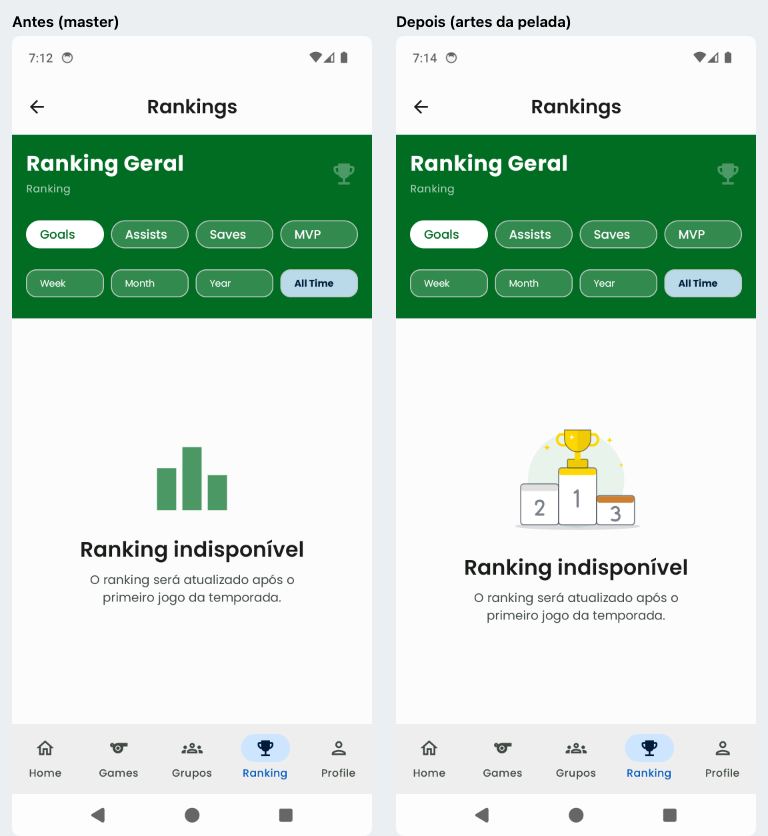 Antes (master)
7:12
Rankings
Ranking Geral
Ranking
Goals Assists Saves MVP
Week Month Year All Time
Ranking indisponível
O ranking será atualizado após o
primeiro jogo da temporada.
Home Games Grupos Ranking Profile
Depois (artes da pelada)
7:14
Rankings
Ranking Geral
Ranking
Goals Assists Saves MVP
Week Month Year All Time
2 1 3
Ranking indisponível
O ranking será atualizado após o
primeiro jogo da temporada.
Home Games Grupos Ranking Profile